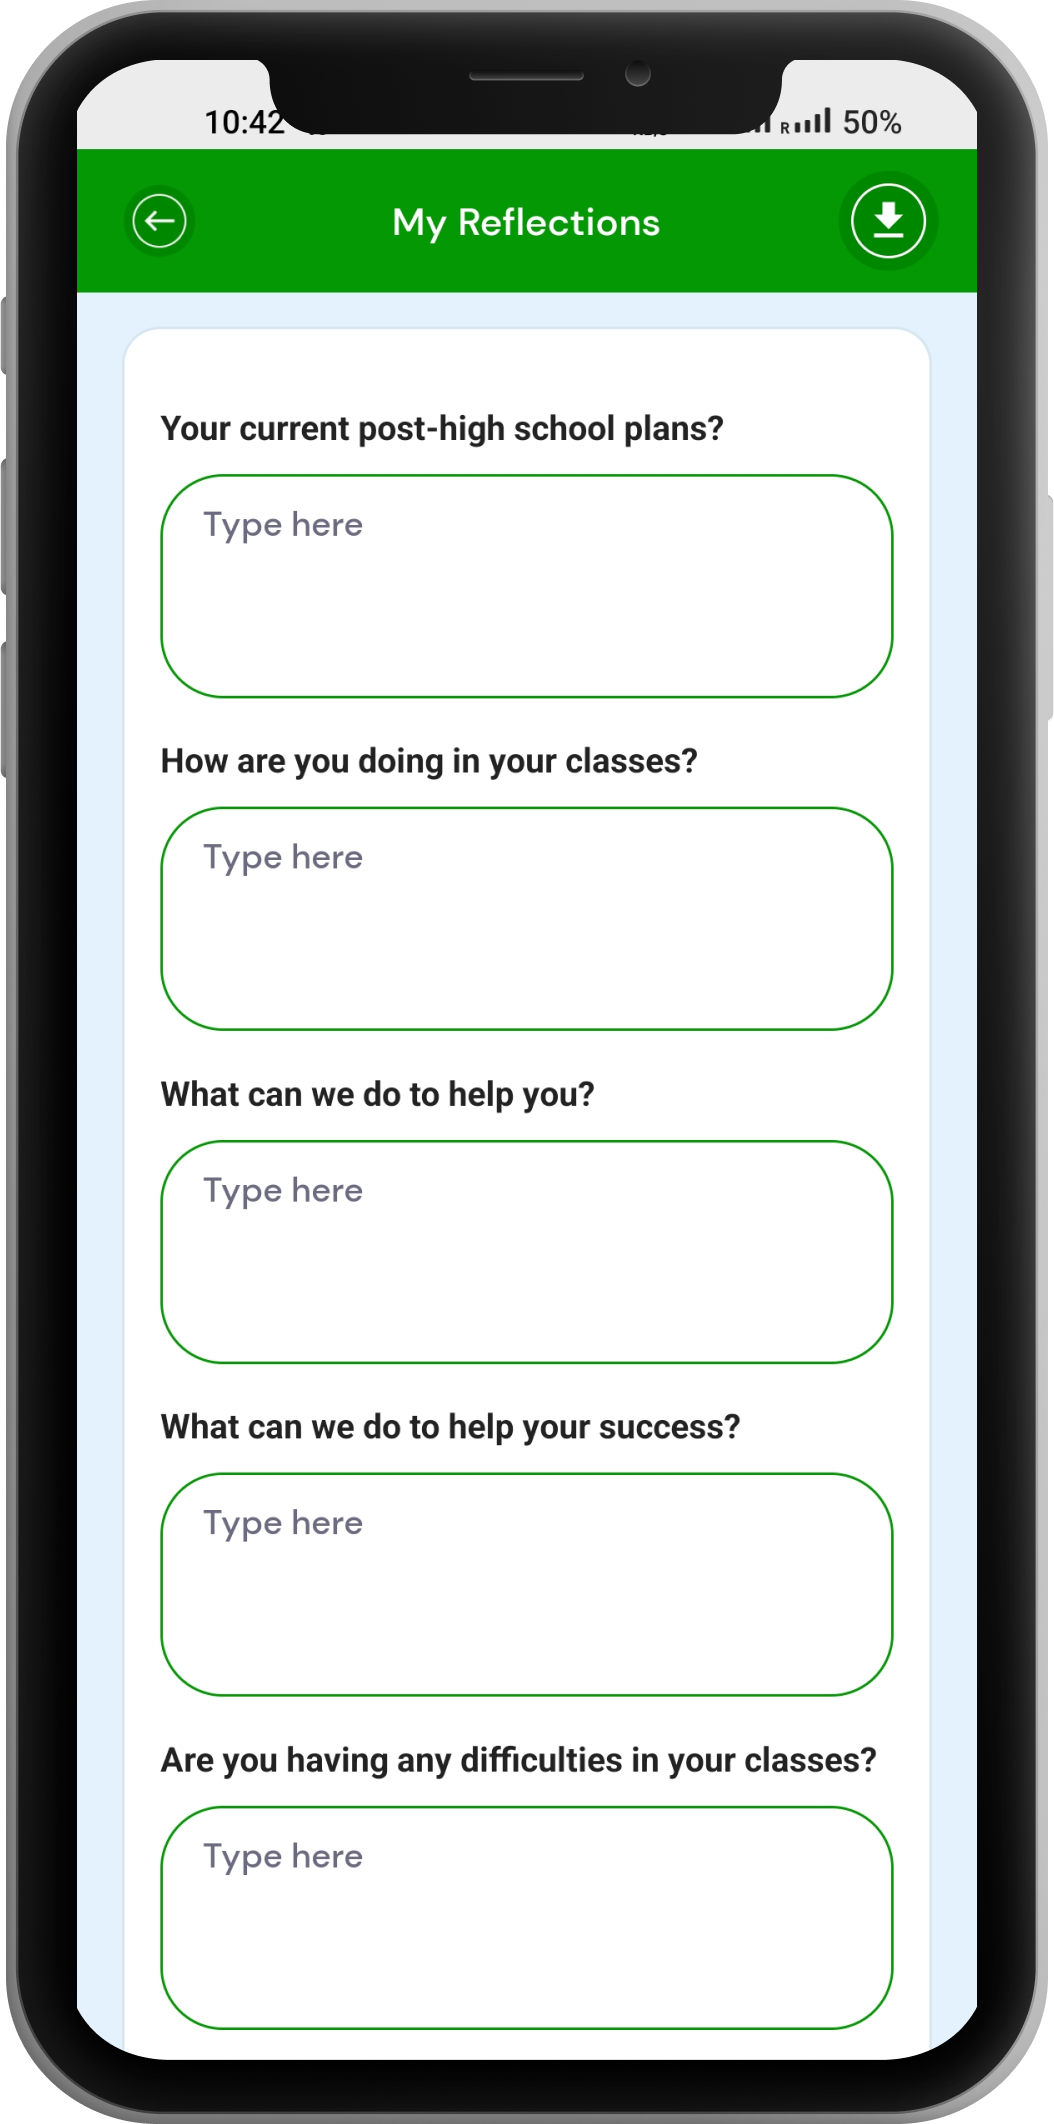 10:42
R 50%
My Reflections
Your current post-high school plans?
Type here
How are you doing in your classes?
Type here
What can we do to help you?
Type here
What can we do to help your success?
Type here
Are you having any difficulties in your classes?
Type here